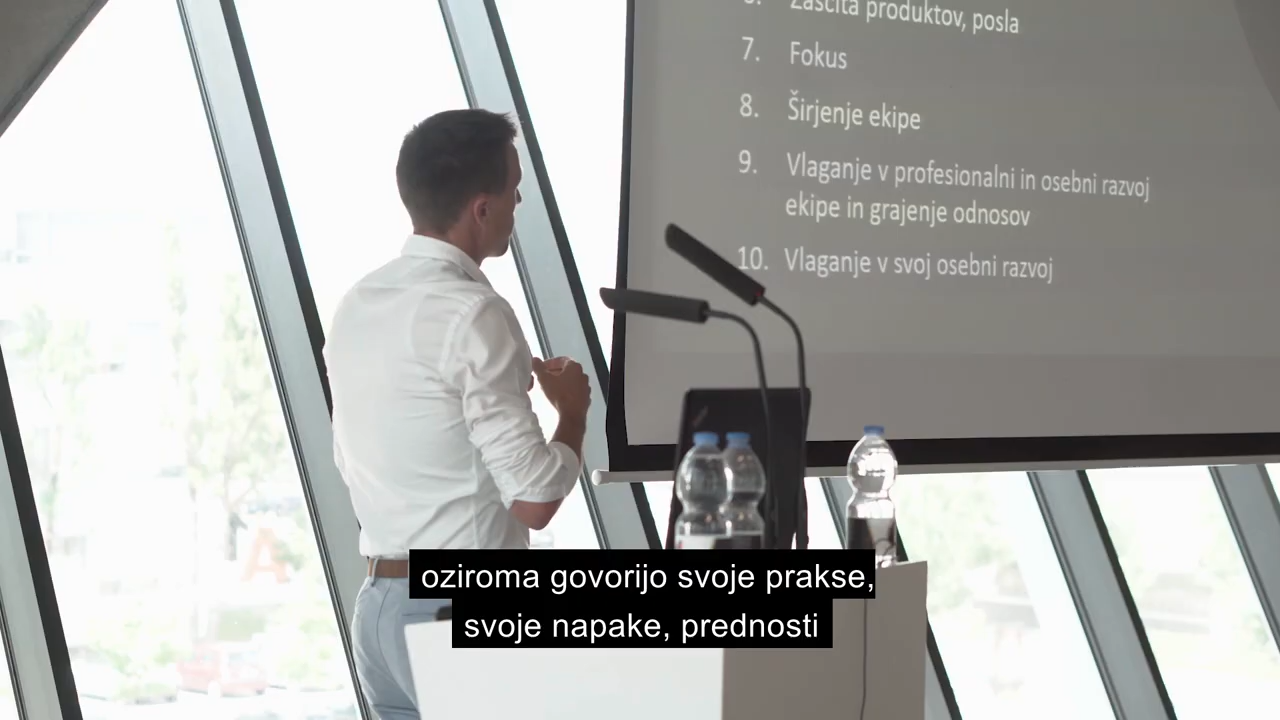 6. Zaščita produktov, posla
7. Fokus
8. Širjenje ekipe
9. Vlaganje v profesionalni in osebni razvoj
ekipe in grajenje odnosov
10. Vlaganje v svoj osebni razvoj
oziroma govorijo svoje prakse,
svoje napake, prednosti